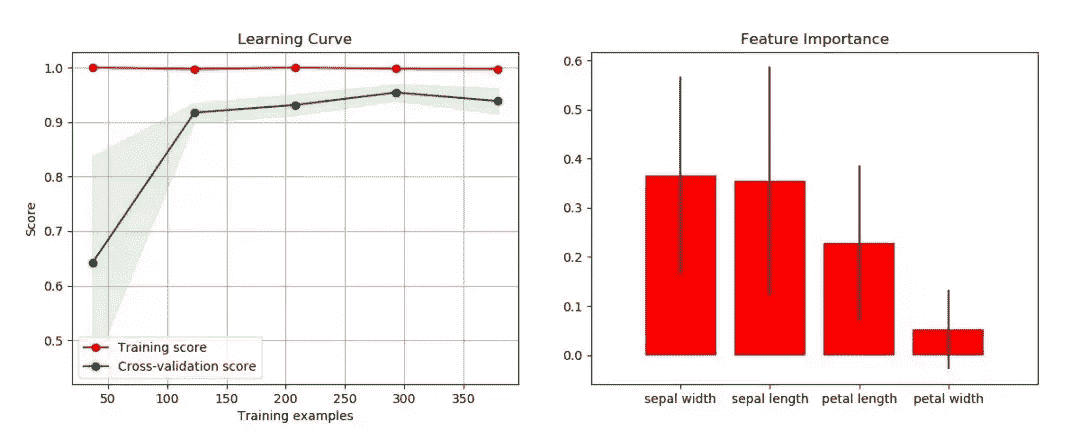 Learning Curve
1.0
0.9
0.8
0.7
0.6
0.5
Score
Training score
Cross-validation score
50 100 150 200 250 300 350
Training examples
Feature Importance
0.6
0.5
0.4
0.3
0.2
0.1
0.0
sepal width sepal length petal length petal width